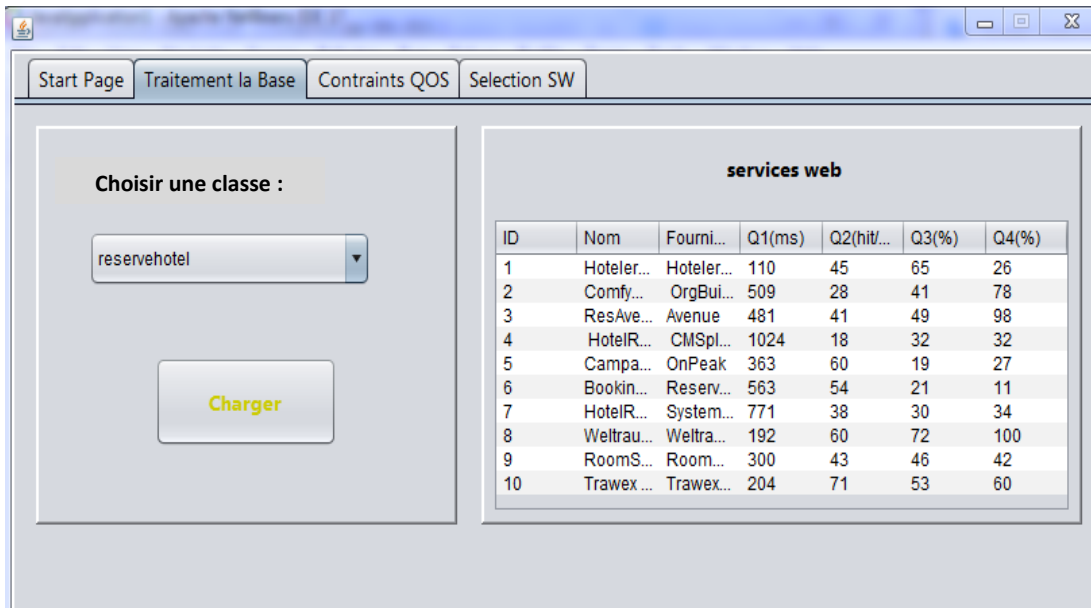 Start Page Traitement la Base Contraints QOS Selection SW
Choisir une classe :
reservehotel
Charger
services web
ID Nom Fourni... Q1(ms) Q2(hit/... Q3(%) Q4(%)
1 Hoteler... Hoteler... 110 45 65 26
2 Comfy... OrgBui... 509 28 41 78
3 ResAve... Avenue 481 41 49 98
4 HotelR... CMSpl... 1024 18 32 32
5 Campa... OnPeak 363 60 19 27
6 Bookin... Reserv... 563 54 21 11
7 HotelR... System... 771 38 30 34
8 Weltrau... Weltra... 192 60 72 100
9 RoomS... Room... 300 43 46 42
10 Trawex ... Trawex... 204 71 53 60